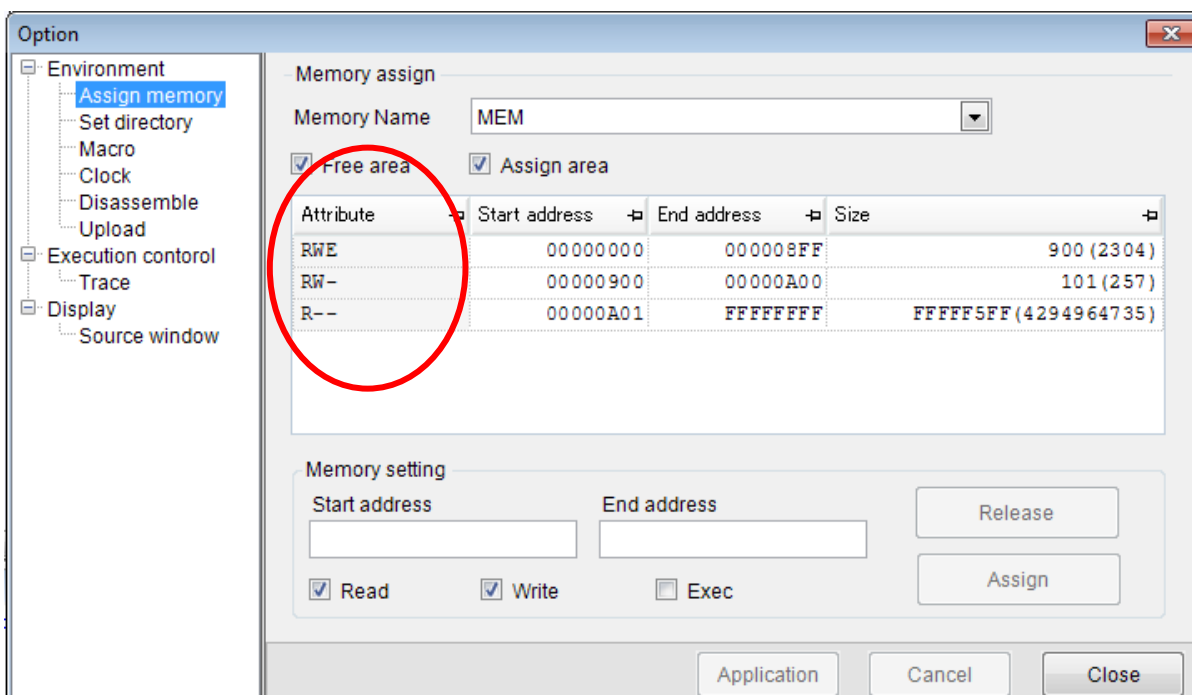 Option
Environment
Assign memory
Set directory
Macro
Clock
Disassemble
Upload
Execution contorol
Trace
Display
Source window
Memory assign
Memory Name MEM
Free area Assign area
Attribute Start address End address Size
RWE 00000000 000008FF 900(2304)
RW- 00000900 00000A00 101(257)
R-- 00000A01 FFFFFFFF FFFFF5FF(4294964735)
Memory setting
Start address End address
Release
Read Write Exec
Assign
Application Cancel Close